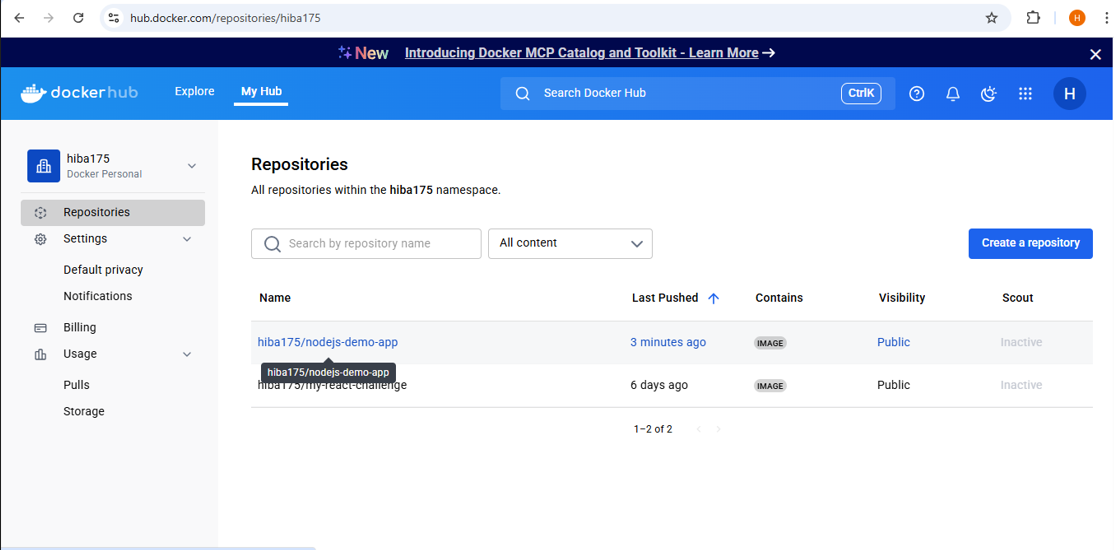 hub.docker.com/repositories/hiba175
H
New Introducing Docker MCP Catalog and Toolkit - Learn More →
dockerhub Explore My Hub Search Docker Hub CtrlK H
hiba175
Docker Personal
Repositories
Settings
Default privacy
Notifications
Billing
Usage
Pulls
Storage
Repositories
All repositories within the hiba175 namespace.
Search by repository name All content Create a repository
Name Last Pushed Contains Visibility Scout
hiba175/nodejs-demo-app 3 minutes ago IMAGE Public Inactive
hiba175/nodejs-demo-app
hiba175/my-react-challenge 6 days ago IMAGE Public Inactive
1–2 of 2